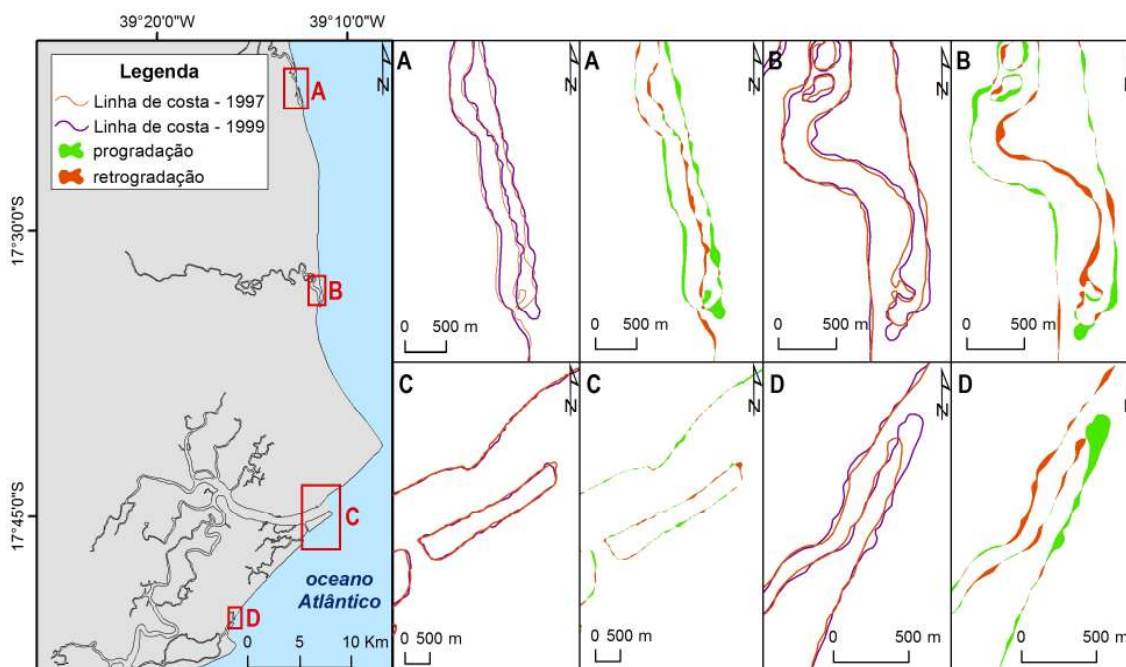 39°20'0"W
39°10'0"W
Legenda
Linha de costa - 1997
Linha de costa - 1999
progradação
retrogradação
17°30'0"S
17°45'0"S
A
B
C
D
oceano
Atlântico
0 5 10 Km
A
N
0 500 m
A
N
0 500 m
B
N
0 500 m
B
N
0 500 m
C
N
0 500 m
C
N
0 500 m
D
N
0 500 m
D
N
0 500 m